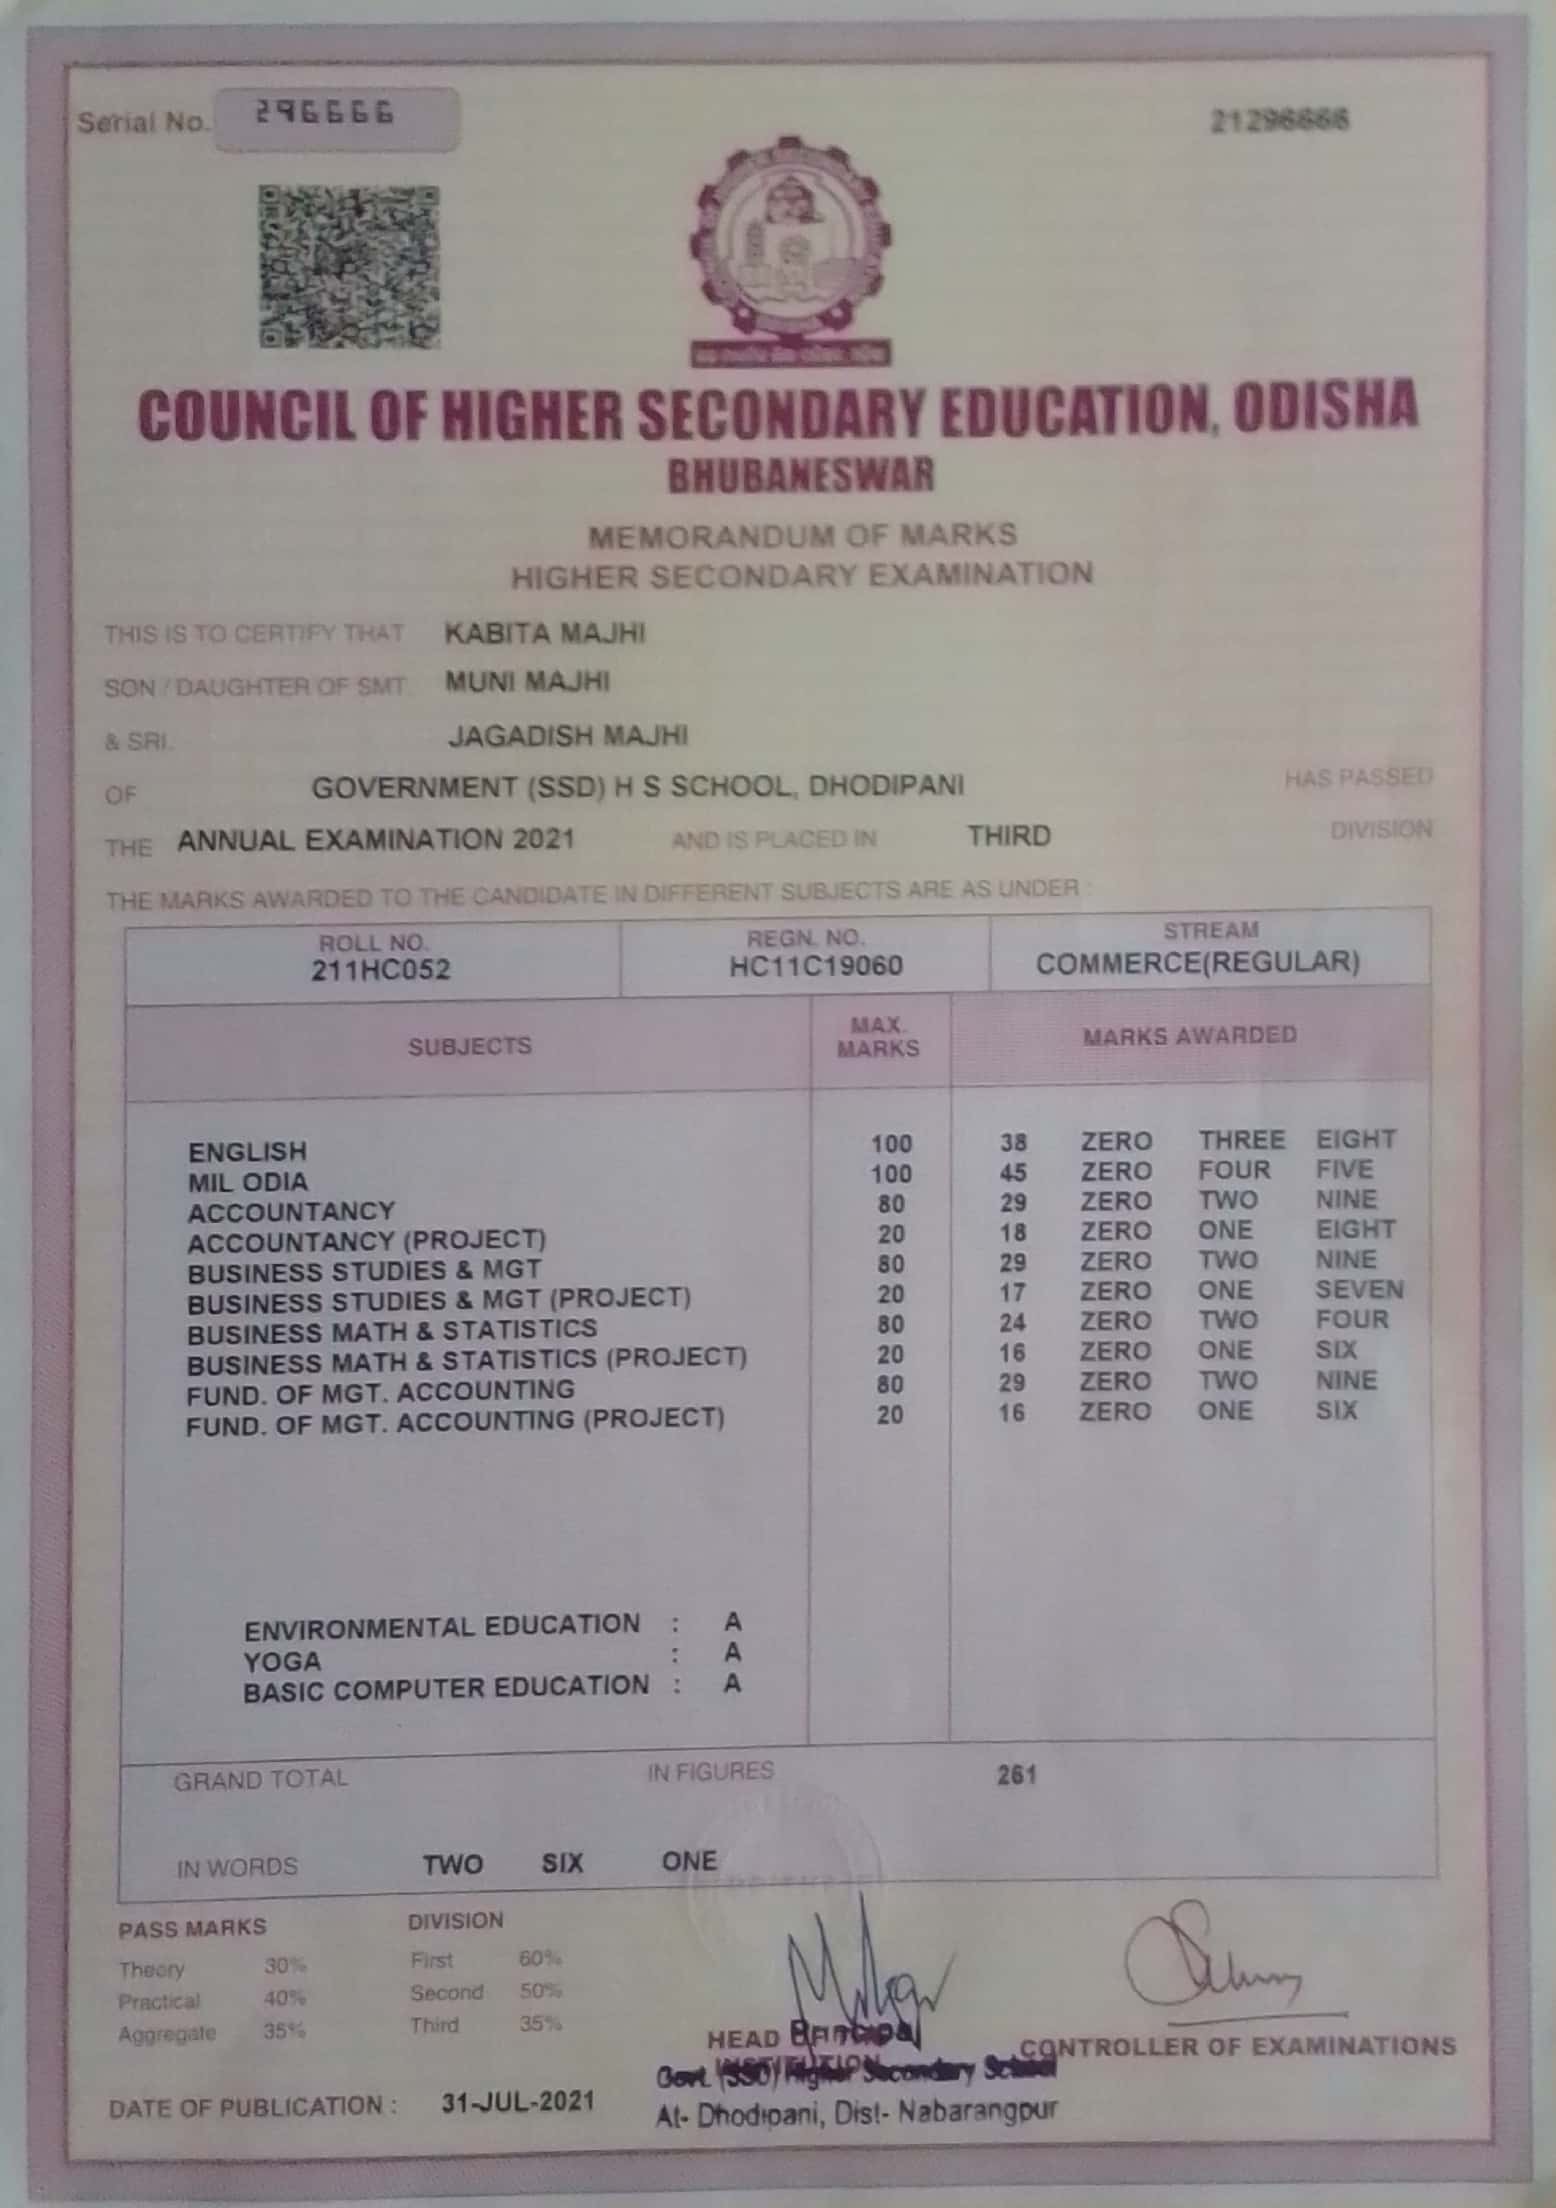 Serial No. 296666
21296666
COUNCIL OF HIGHER SECONDARY EDUCATION, ODISHA
BHUBANESWAR
MEMORANDUM OF MARKS
HIGHER SECONDARY EXAMINATION
THIS IS TO CERTIFY THAT KABITA MAJHI
SON / DAUGHTER OF SMT. MUNI MAJHI
& SRI. JAGADISH MAJHI
OF GOVERNMENT (SSD) H S SCHOOL, DHODIPANI HAS PASSED
THE ANNUAL EXAMINATION 2021 AND IS PLACED IN THIRD DIVISION
THE MARKS AWARDED TO THE CANDIDATE IN DIFFERENT SUBJECTS ARE AS UNDER :
ROLL NO. REGN. NO. STREAM
211HC052 HC11C19060 COMMERCE(REGULAR)
SUBJECTS MAX. MARKS MARKS AWARDED
ENGLISH 100 38 ZERO THREE EIGHT
MIL ODIA 100 45 ZERO FOUR FIVE
ACCOUNTANCY 80 29 ZERO TWO NINE
ACCOUNTANCY (PROJECT) 20 18 ZERO ONE EIGHT
BUSINESS STUDIES & MGT 80 29 ZERO TWO NINE
BUSINESS STUDIES & MGT (PROJECT) 20 17 ZERO ONE SEVEN
BUSINESS MATH & STATISTICS 80 24 ZERO TWO FOUR
BUSINESS MATH & STATISTICS (PROJECT) 20 16 ZERO ONE SIX
FUND. OF MGT. ACCOUNTING 80 29 ZERO TWO NINE
FUND. OF MGT. ACCOUNTING (PROJECT) 20 16 ZERO ONE SIX
ENVIRONMENTAL EDUCATION : A
YOGA : A
BASIC COMPUTER EDUCATION : A
GRAND TOTAL IN FIGURES 261
IN WORDS TWO SIX ONE
PASS MARKS DIVISION
Theory 30% First 60%
Practical 40% Second 50%
Aggregate 35% Third 35%
HEAD Principal
INSTITUTION
CONTROLLER OF EXAMINATIONS
Govt. (SSD) Higher Secondary School
At- Dhodipani, Dist- Nabarangpur
DATE OF PUBLICATION : 31-JUL-2021